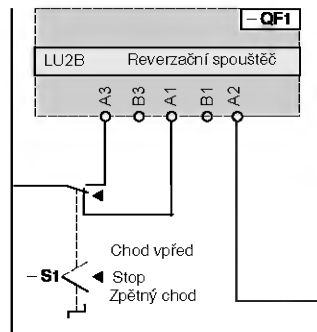 – QF1
LU2B Reverzační spouštěč
A3 B3 A1 B1 A2
Chod vpřed
– S1 Stop
Zpětný chod